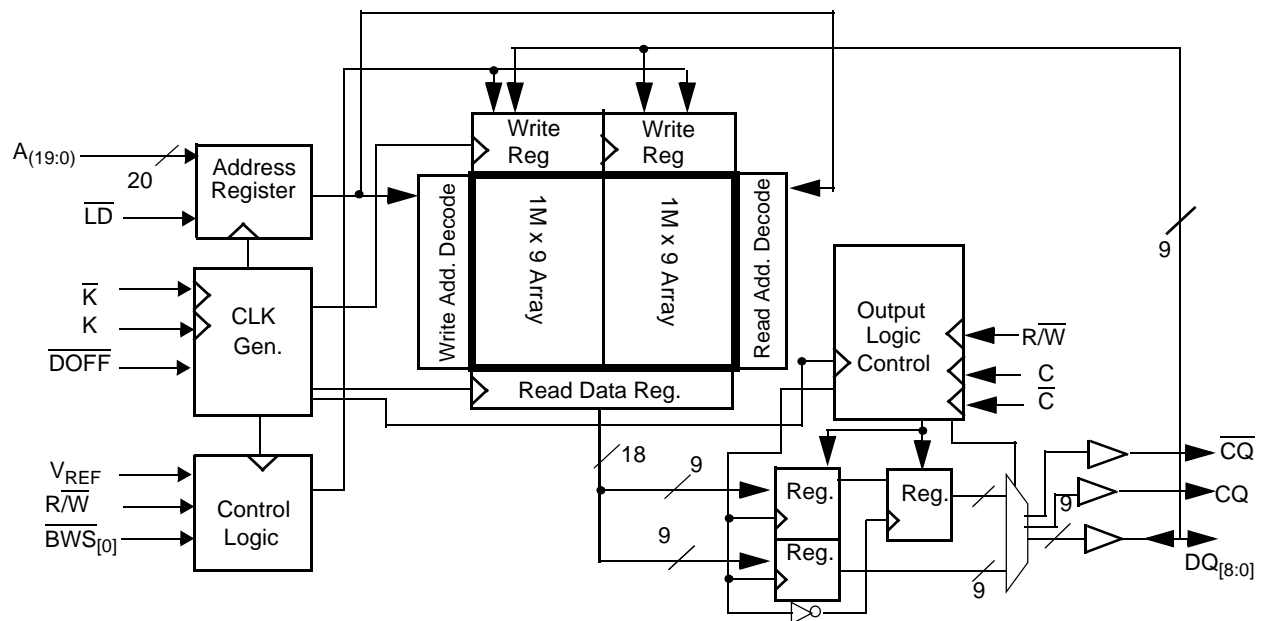 A(19:0)
20
LD
Address
Register
K
K
DOFF
CLK
Gen.
VREF
R/W
BWS[0]
Control
Logic
Write
Reg
Write
Reg
Write Add. Decode
1M x 9 Array
1M x 9 Array
Read Add. Decode
Read Data Reg.
18
9
9
Output
Logic
Control
R/W
C
C
9
Reg.
Reg.
Reg.
9
9
CQ
CQ
DQ[8:0]